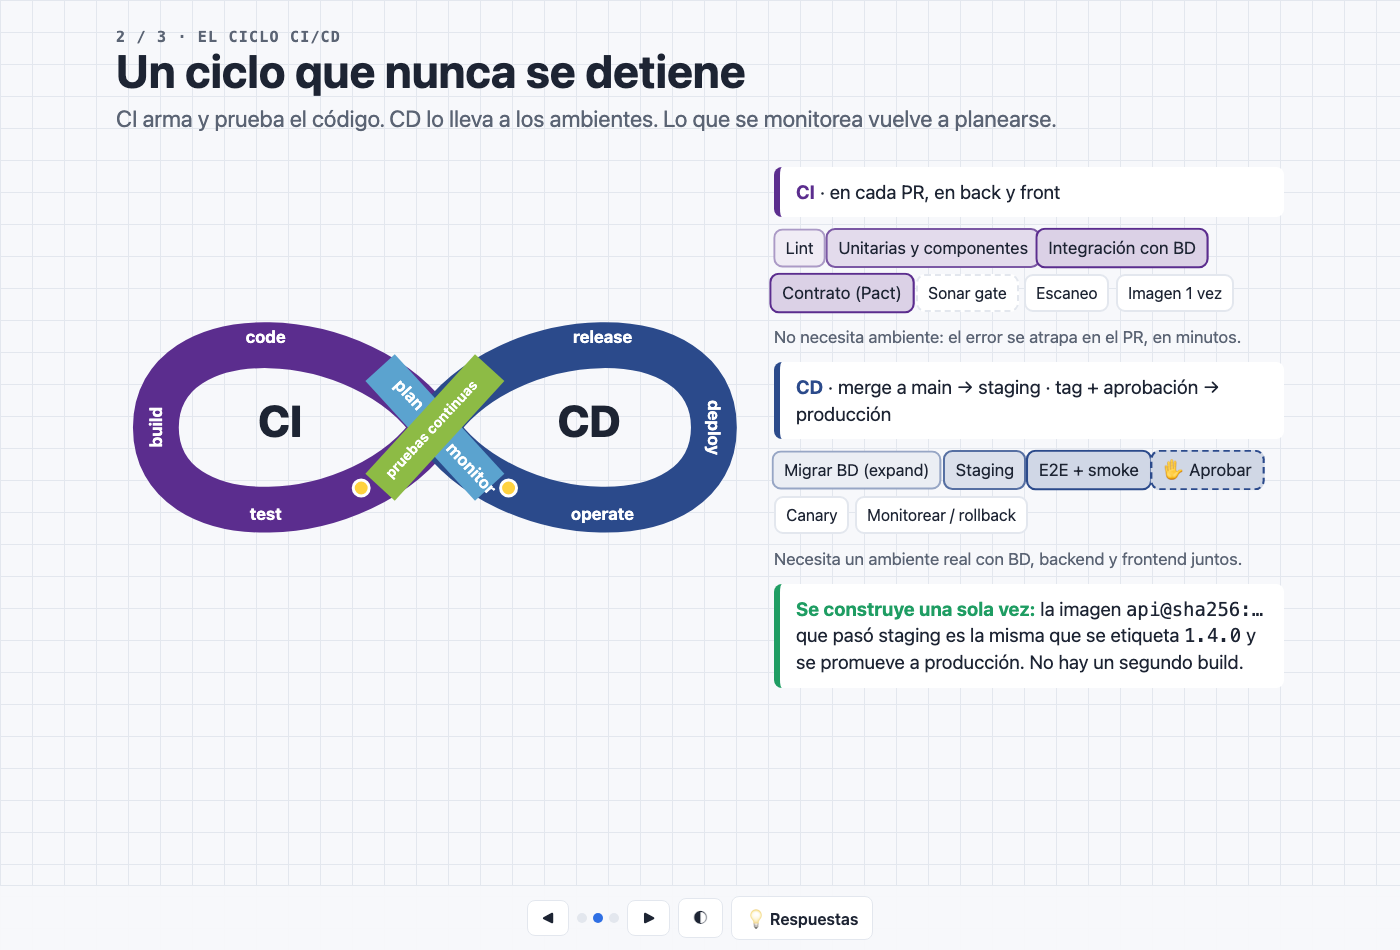 2 / 3 · EL CICLO CI/CD
Un ciclo que nunca se detiene
CI arma y prueba el código. CD lo lleva a los ambientes. Lo que se monitorea vuelve a planearse.
code
build
test
CI
plan
pruebas continuas
monitor
release
deploy
operate
CD
CI · en cada PR, en back y front
Lint
Unitarias y componentes
Integración con BD
Contrato (Pact)
Sonar gate
Escaneo
Imagen 1 vez
No necesita ambiente: el error se atrapa en el PR, en minutos.
CD · merge a main → staging · tag + aprobación →
producción
Migrar BD (expand)
Staging
E2E + smoke
✋ Aprobar
Canary
Monitorear / rollback
Necesita un ambiente real con BD, backend y frontend juntos.
Se construye una sola vez: la imagen api@sha256:…
que pasó staging es la misma que se etiqueta 1.4.0 y
se promueve a producción. No hay un segundo build.
💡 Respuestas